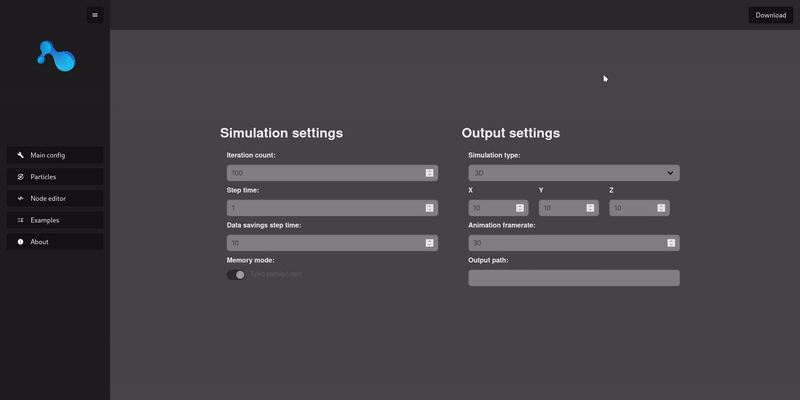 Download
Main config
Particles
Node editor
Examples
About
Simulation settings
Iteration count:
100
Step time:
1
Data savings step time:
10
Memory mode:
Output settings
Simulation type:
3D
X Y Z
10 10 10
Animation framerate:
30
Output path: